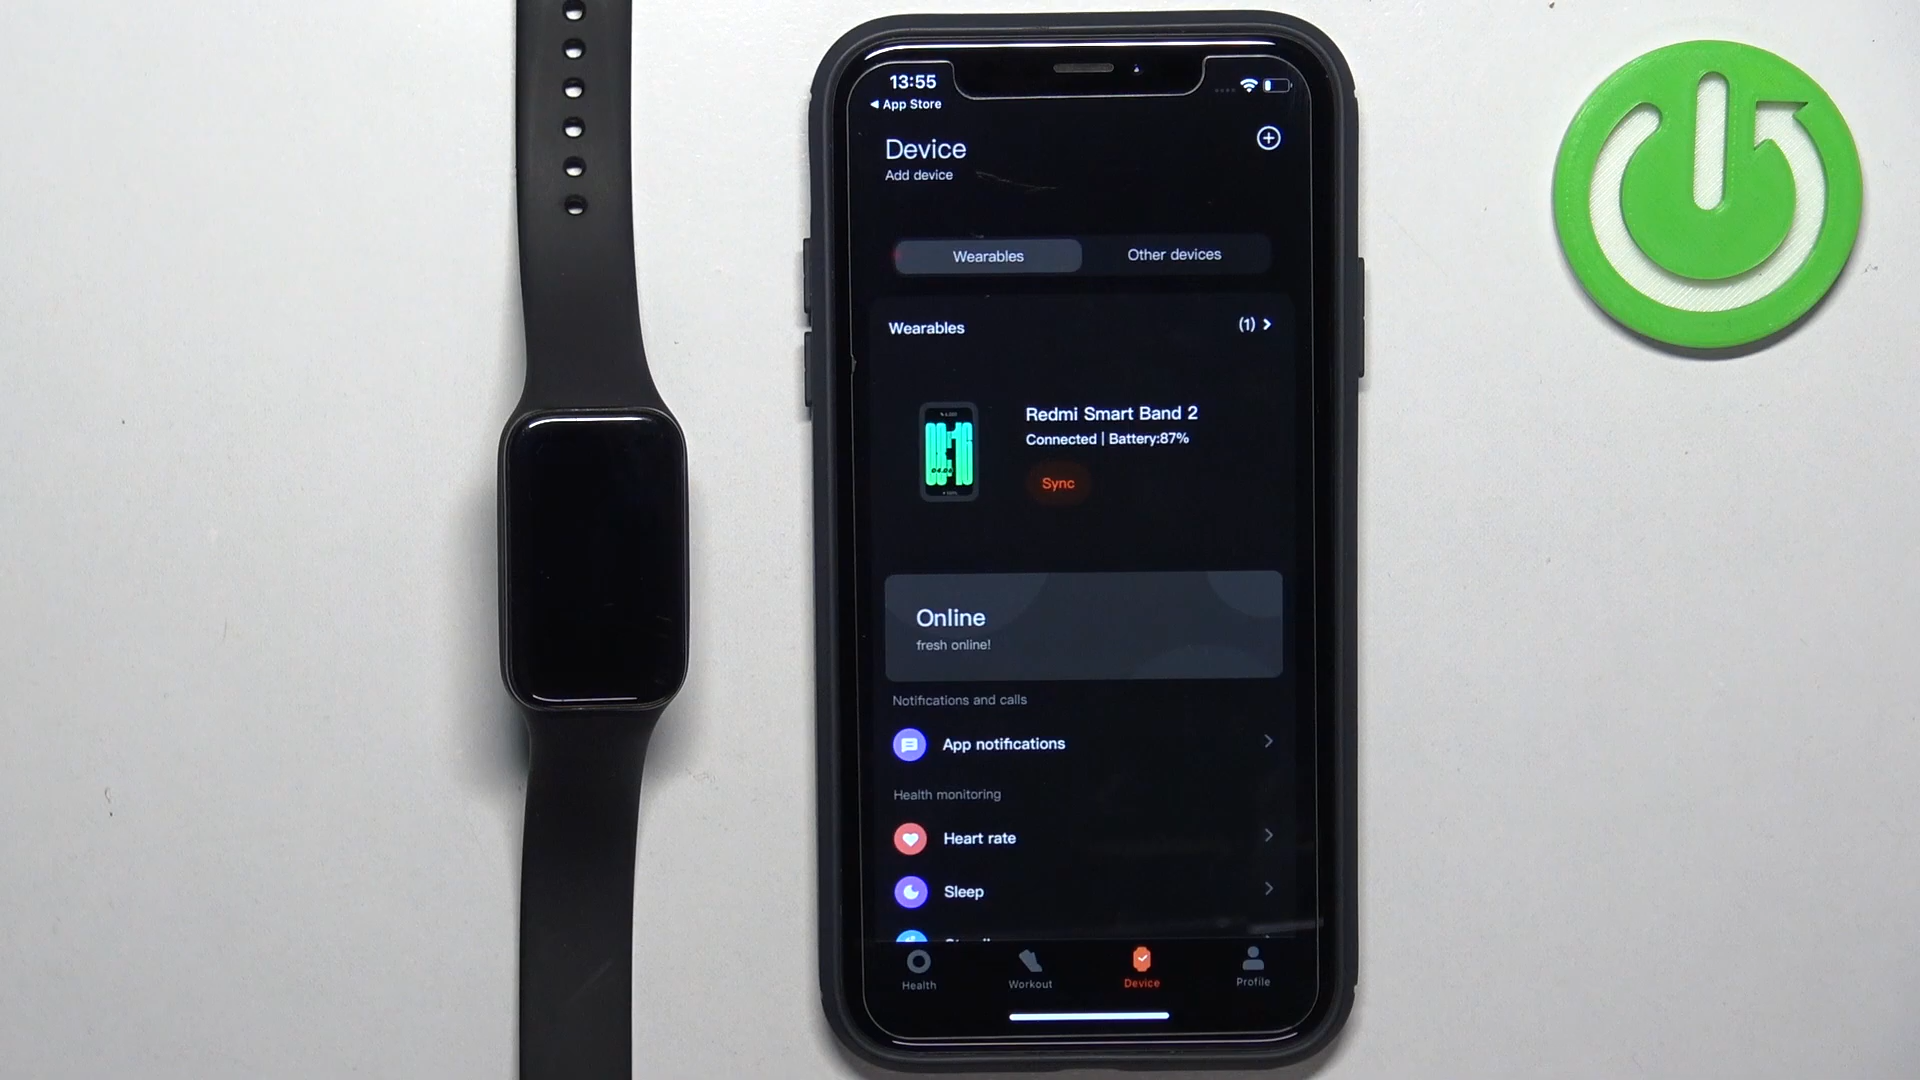 13:55
◀ App Store
Device
Add device
Wearables
Other devices
Wearables
(1) >
Redmi Smart Band 2
Connected | Battery:87%
Sync
Online
fresh online!
Notifications and calls
App notifications
Health monitoring
Heart rate
Sleep
Health
Workout
Device
Profile